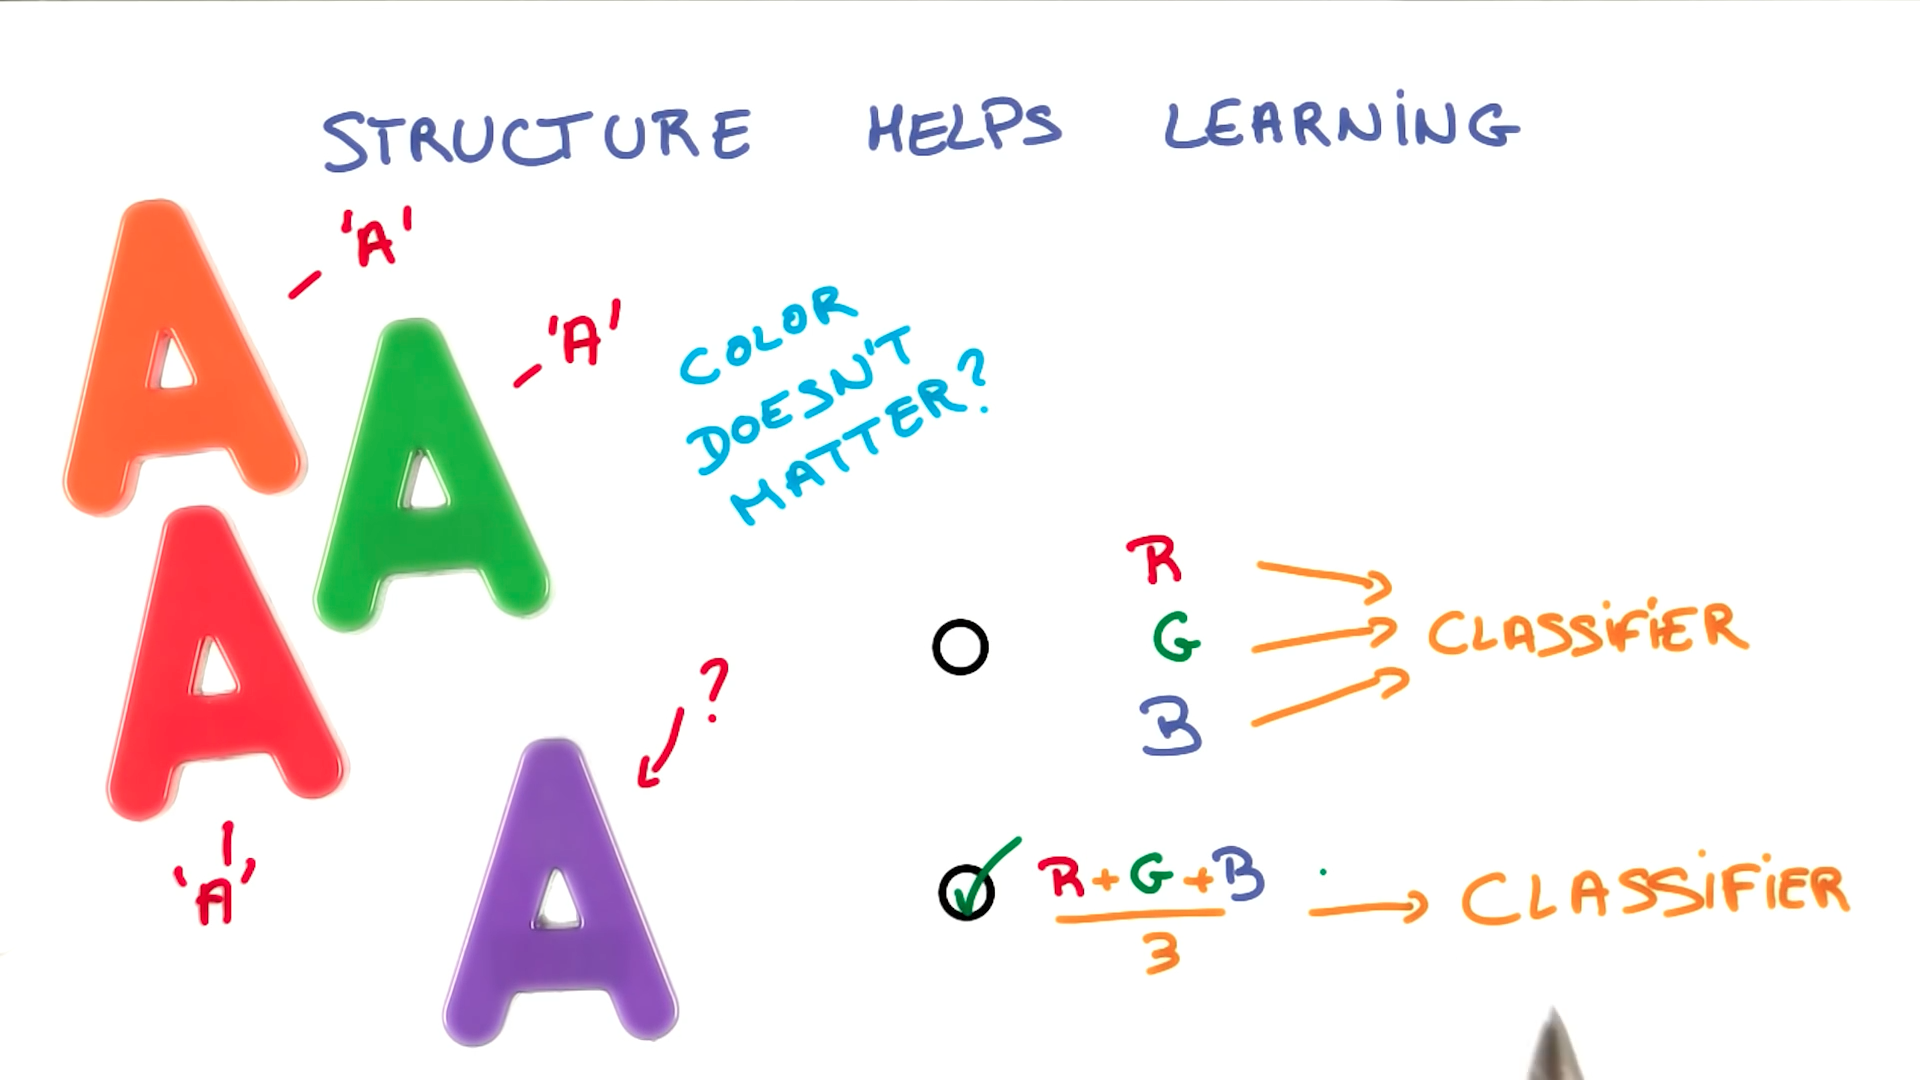 STRUCTURE HELPS LEARNING
A
'A'
A
'A'
COLOR
DOESN'T
MATTER?
A
'A'
A
?
R
G
B
CLASSIFIER
R+G+B
3
CLASSIFIER